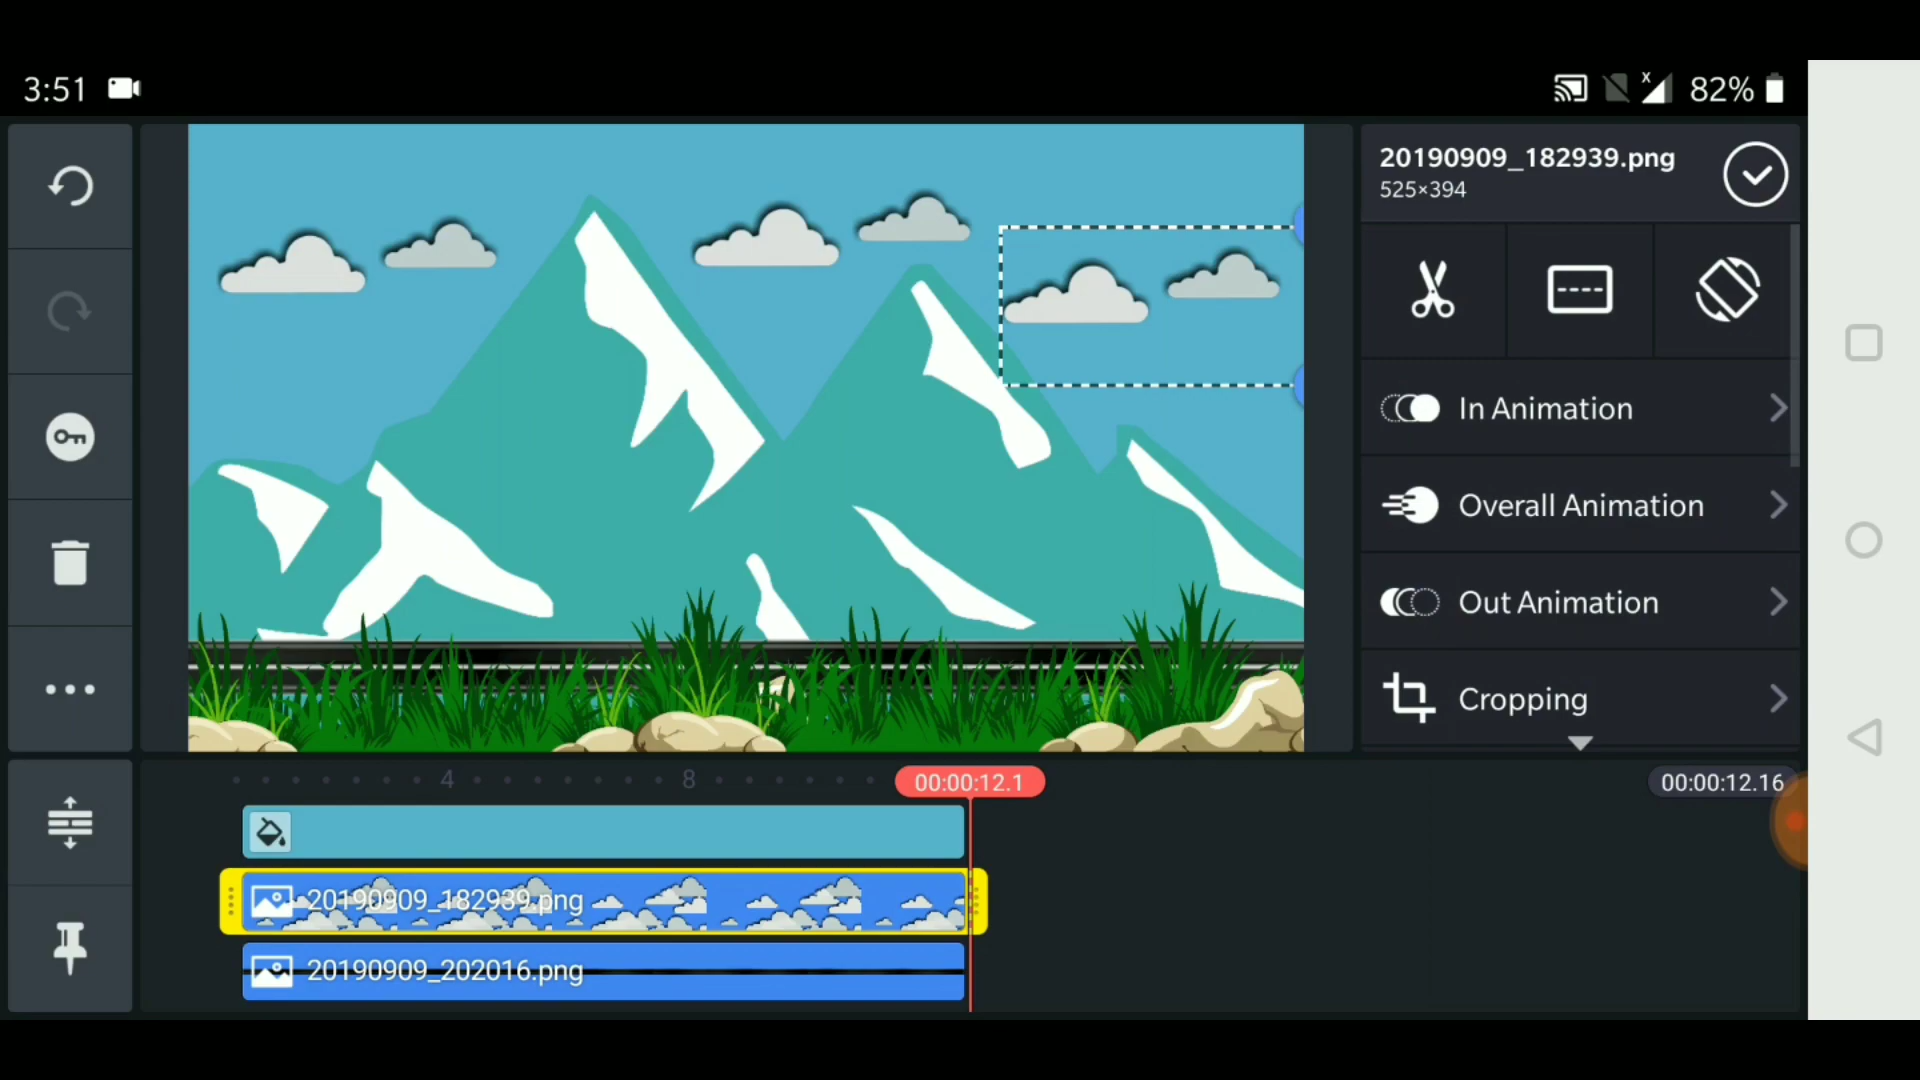 3:51
x
82%
20190909_182939.png
525×394
In Animation
Overall Animation
Out Animation
Cropping
4
8
00:00:12.1
00:00:12.16
20190909_182939.png
20190909_202016.png